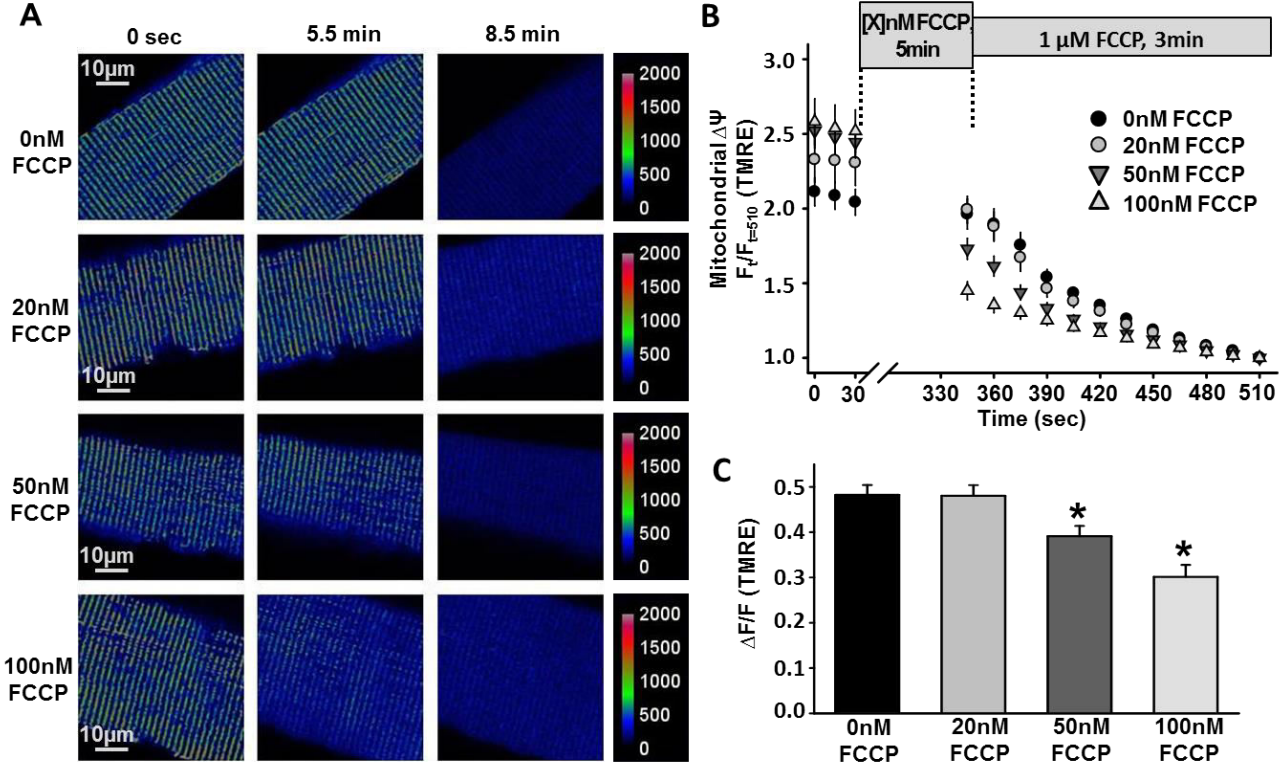 A
0 sec
5.5 min
8.5 min
0nM
FCCP
10µm
2000
1500
1000
500
0
20nM
FCCP
10µm
2000
1500
1000
500
0
50nM
FCCP
10µm
2000
1500
1000
500
0
100nM
FCCP
10µm
2000
1500
1000
500
0
B
[X]nM FCCP,
5min
1 µM FCCP, 3min
Mitochondrial ΔΨ
Ft/Ft=510 (TMRE)
3.0
2.5
2.0
1.5
1.0
0nM FCCP
20nM FCCP
50nM FCCP
100nM FCCP
0 30 330 360 390 420 450 480 510
Time (sec)
C
ΔF/F (TMRE)
0.5
0.4
0.3
0.2
0.1
0.0
*
*
0nM
FCCP
20nM
FCCP
50nM
FCCP
100nM
FCCP